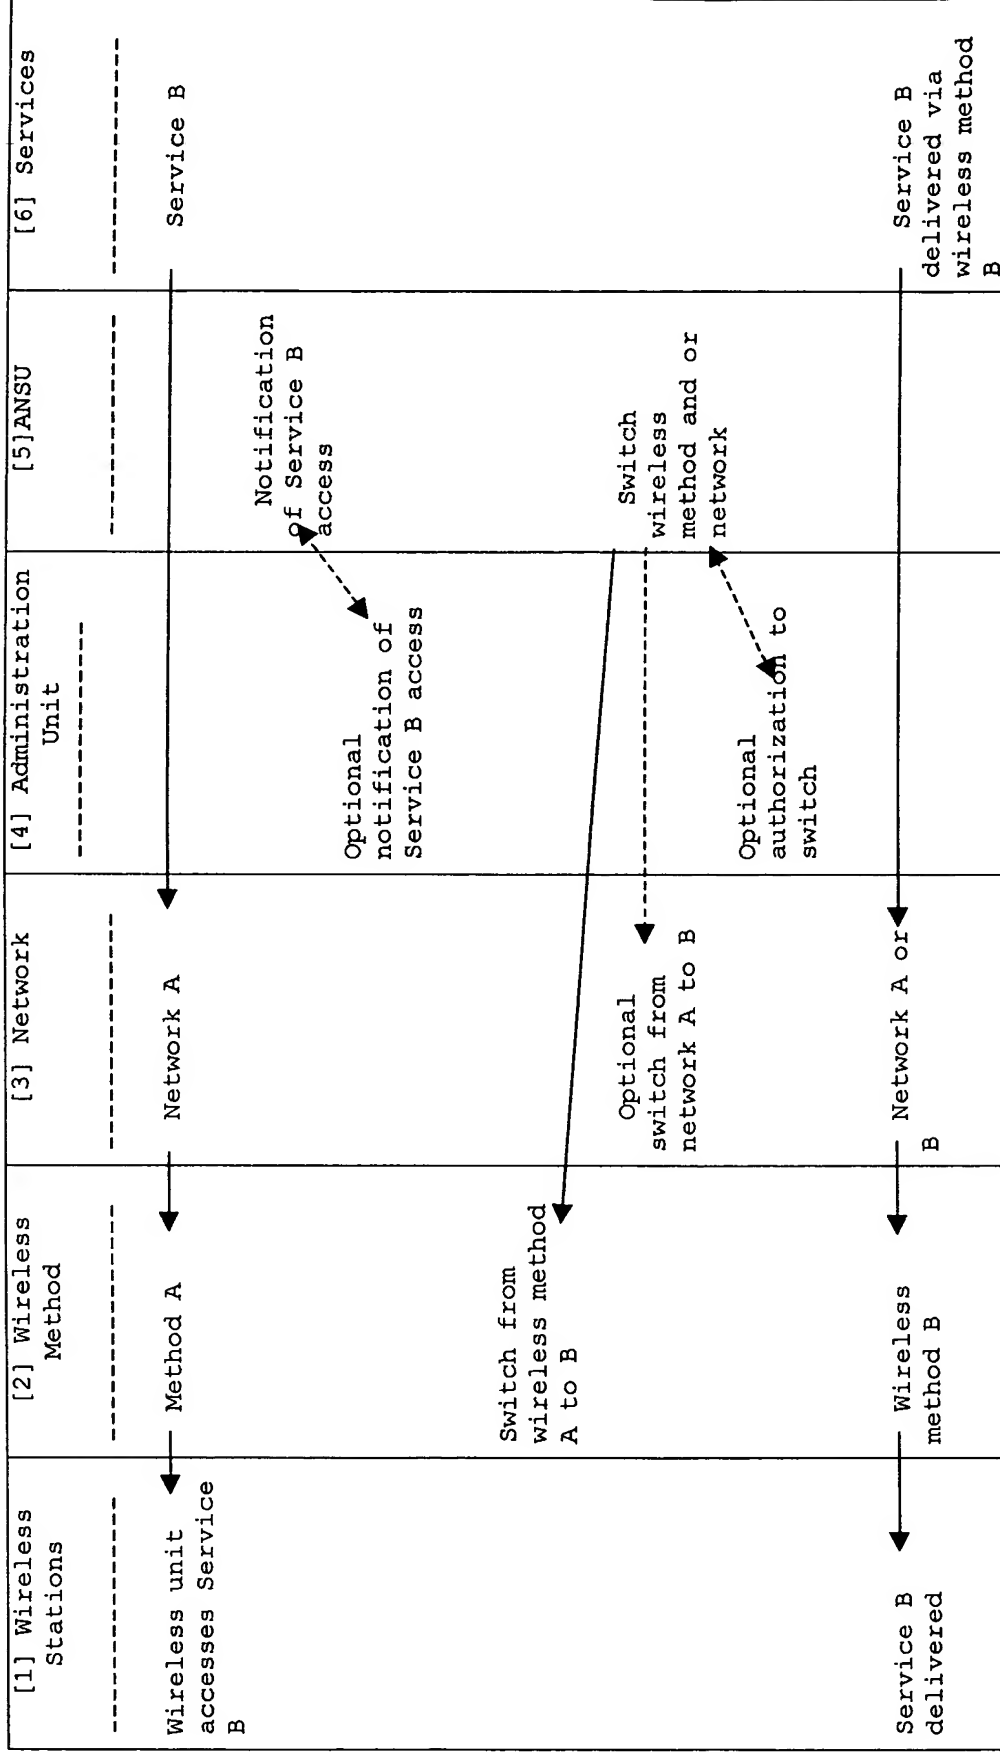 [1] Wireless
Stations
Wireless unit
accesses Service
B
Service B
delivered
[2] Wireless
Method
Method A
Switch from
wireless method
A to B
Wireless
method B
[3] Network
Network A
Optional
switch from
network A to B
Network A or
B
[4] Administration
Unit
Optional
notification of
Service B access
Optional
authorization to
switch
[5]ANSU
Notification
of Service B
access
Switch
wireless
method and or
network
[6] Services
Service B
Service B
delivered via
wireless method
B